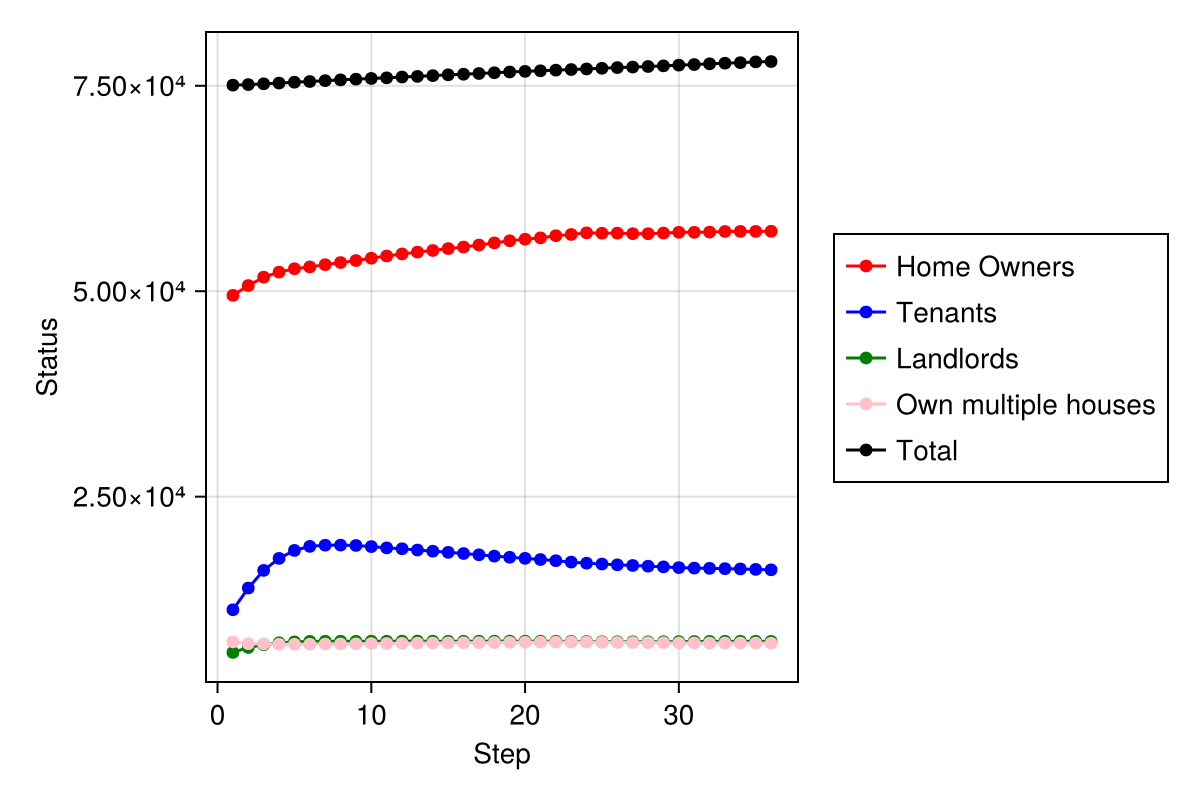 7.50×10⁴
5.00×10⁴
2.50×10⁴
Status
0 10 20 30
Step
Home Owners
Tenants
Landlords
Own multiple houses
Total